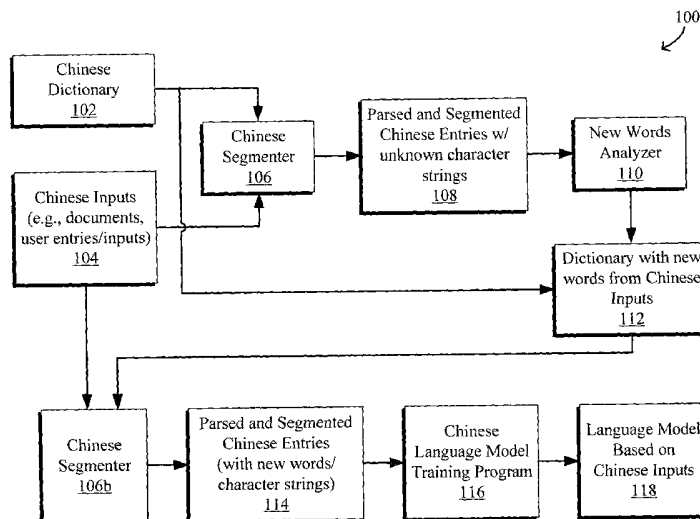 100
Chinese
Dictionary
102
Chinese
Segmenter
106
Parsed and Segmented
Chinese Entries w/
unknown character
strings
108
New Words
Analyzer
110
Chinese Inputs
(e.g., documents,
user entries/inputs)
104
Dictionary with new
words from Chinese
Inputs
112
Chinese
Segmenter
106b
Parsed and Segmented
Chinese Entries
(with new words/
character strings)
114
Chinese
Language Model
Training Program
116
Language Model
Based on
Chinese Inputs
118